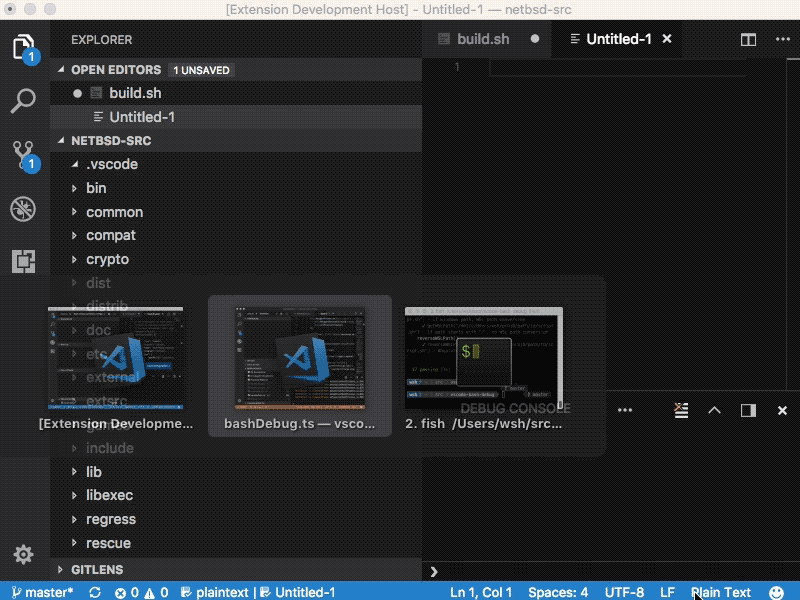 [Extension Development Host] - Untitled-1 — netbsd-src
1
EXPLORER
build.sh
Untitled-1
1
OPEN EDITORS 1 UNSAVED
build.sh
Untitled-1
NETBSD-SRC
1
.vscode
bin
common
compat
crypto
dist
distrib
doc
etc
external
extsrc
include
lib
libexec
regress
rescue
GITLENS
$
[Extension Developme...
bashDebug.ts — vsco...
2. fish /Users/wsh/src...
DEBUG CONSOLE
master* 0 0 plaintext | Untitled-1 Ln 1, Col 1 Spaces: 4 UTF-8 LF Plain Text